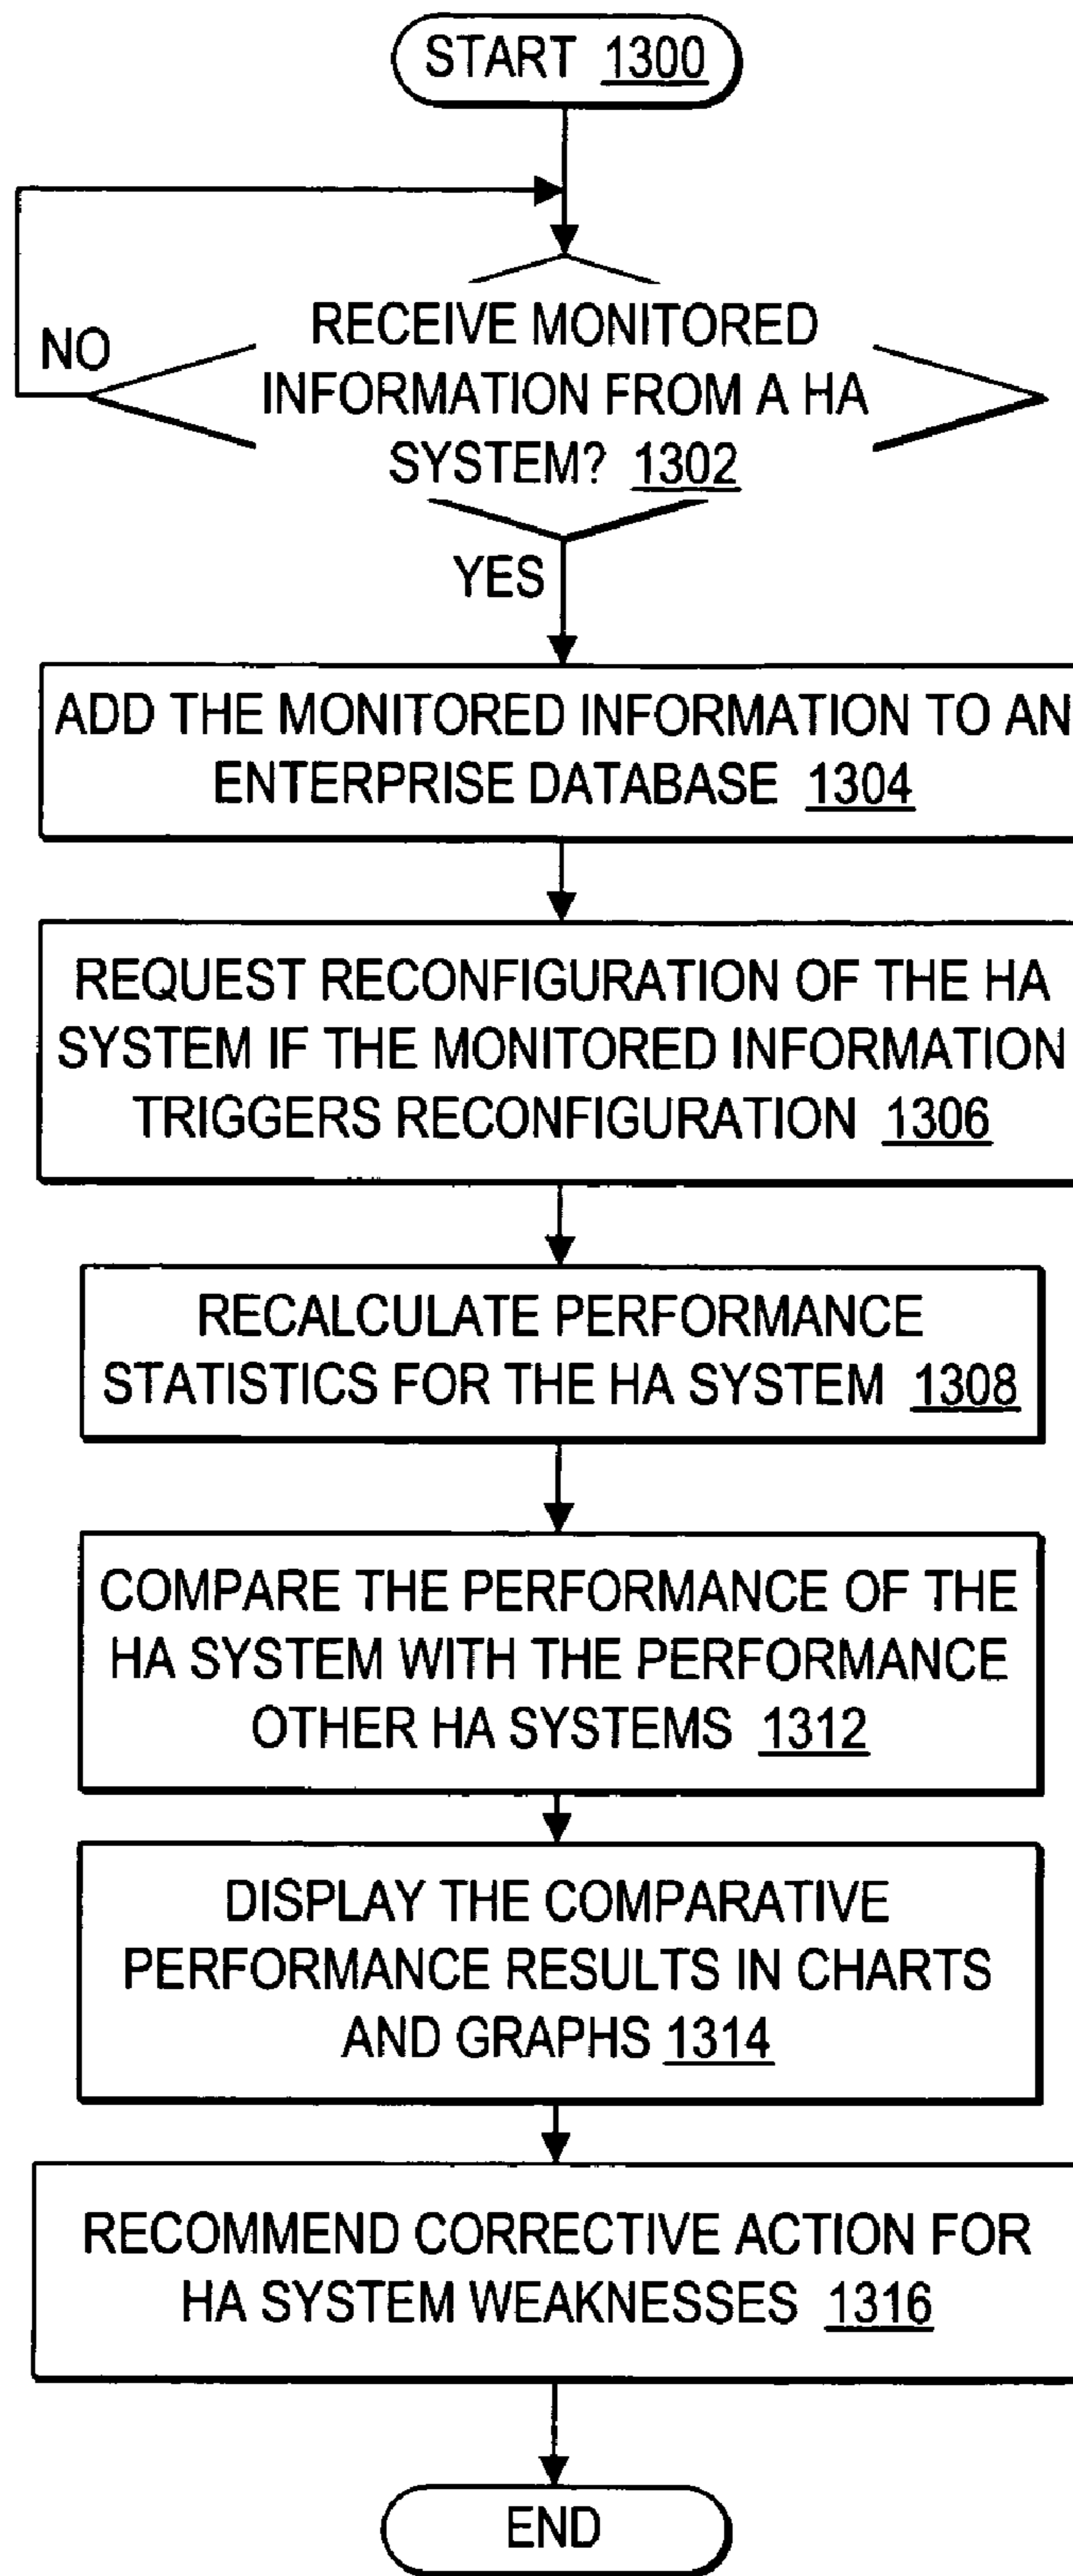 START 1300
RECEIVE MONITORED
INFORMATION FROM A HA
SYSTEM? 1302
NO
YES
ADD THE MONITORED INFORMATION TO AN
ENTERPRISE DATABASE 1304
REQUEST RECONFIGURATION OF THE HA
SYSTEM IF THE MONITORED INFORMATION
TRIGGERS RECONFIGURATION 1306
RECALCULATE PERFORMANCE
STATISTICS FOR THE HA SYSTEM 1308
COMPARE THE PERFORMANCE OF THE
HA SYSTEM WITH THE PERFORMANCE
OTHER HA SYSTEMS 1312
DISPLAY THE COMPARATIVE
PERFORMANCE RESULTS IN CHARTS
AND GRAPHS 1314
RECOMMEND CORRECTIVE ACTION FOR
HA SYSTEM WEAKNESSES 1316
END